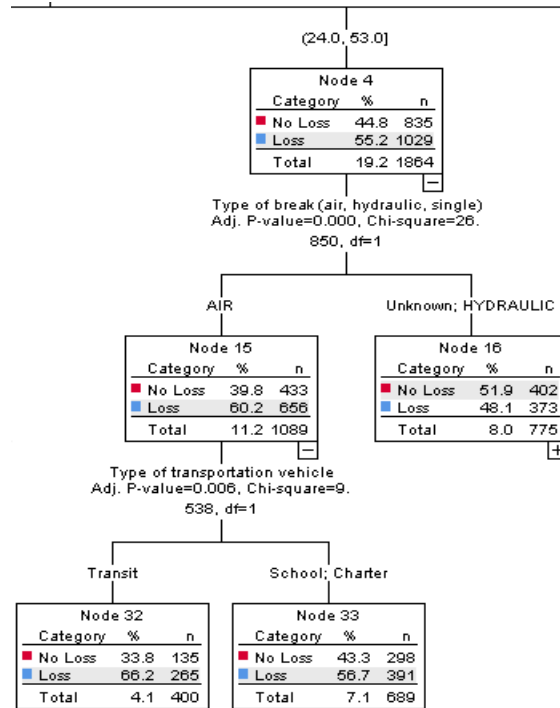 (24.0, 53.0]
Node 4
Category % n
No Loss 44.8 835
Loss 55.2 1029
Total 19.2 1864
Type of break (air, hydraulic, single)
Adj. P-value=0.000, Chi-square=26.
850, df=1
AIR
Unknown; HYDRAULIC
Node 15
Category % n
No Loss 39.8 433
Loss 60.2 656
Total 11.2 1089
Node 16
Category % n
No Loss 51.9 402
Loss 48.1 373
Total 8.0 775
Type of transportation vehicle
Adj. P-value=0.006, Chi-square=9.
538, df=1
Transit
School; Charter
Node 32
Category % n
No Loss 33.8 135
Loss 66.2 265
Total 4.1 400
Node 33
Category % n
No Loss 43.3 298
Loss 56.7 391
Total 7.1 689